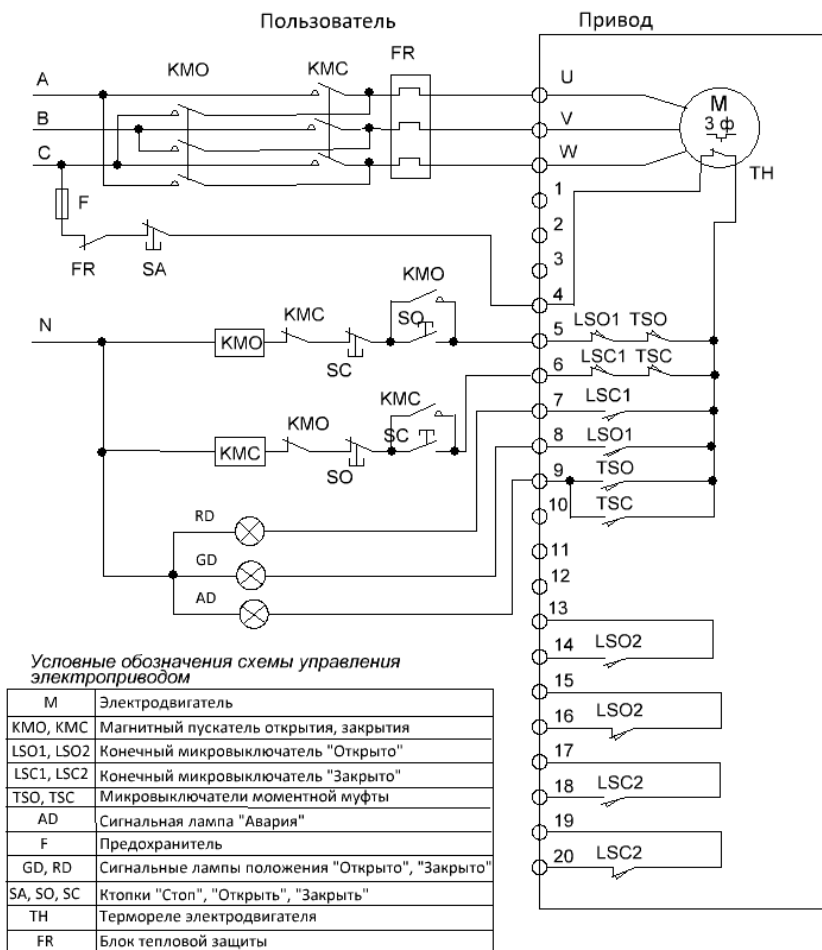 Пользователь
Привод
A
KMO
KMC
FR
U
B
V
M
3 ф
C
W
TH
1
F
2
FR
SA
3
KMO
4
N
KMC
SO
5
LSO1
TSO
KMO
SC
6
LSC1
TSC
KMC
7
LSC1
KMO
SC
8
LSO1
KMC
SO
9
TSO
10
TSC
RD
11
GD
12
AD
13
14
LSO2
15
16
LSO2
17
18
LSC2
19
20
LSC2
Условные обозначения схемы управления
электроприводом
M Электродвигатель
KMO, KMC Магнитный пускатель открытия, закрытия
LSO1, LSO2 Конечный микровыключатель "Открыто"
LSC1, LSC2 Конечный микровыключатель "Закрыто"
TSO, TSC Микровыключатели моментной муфты
AD Сигнальная лампа "Авария"
F Предохранитель
GD, RD Сигнальные лампы положения "Открыто", "Закрыто"
SA, SO, SC Ктопки "Стоп", "Открыть", "Закрыть"
TH Термореле электродвигателя
FR Блок тепловой защиты